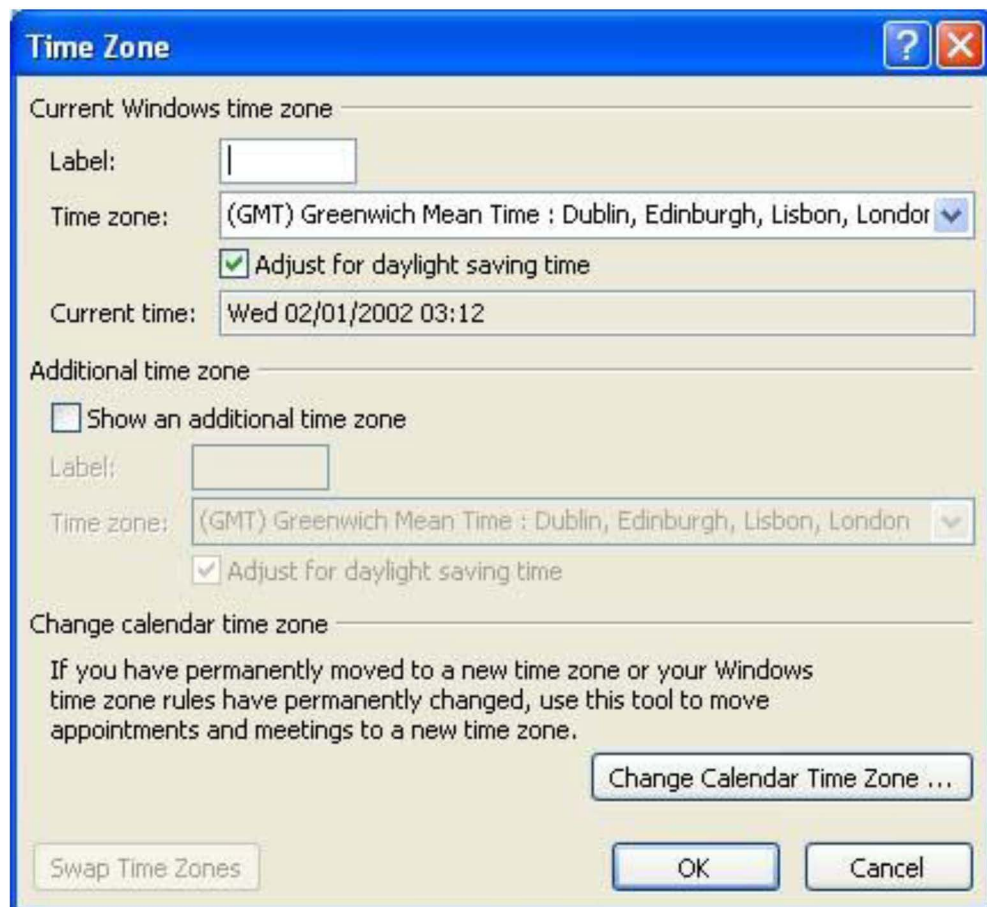 Time Zone
Current Windows time zone
Label:
Time zone: (GMT) Greenwich Mean Time : Dublin, Edinburgh, Lisbon, London
Adjust for daylight saving time
Current time: Wed 02/01/2002 03:12
Additional time zone
Show an additional time zone
Label:
Time zone: (GMT) Greenwich Mean Time : Dublin, Edinburgh, Lisbon, London
Adjust for daylight saving time
Change calendar time zone
If you have permanently moved to a new time zone or your Windows
time zone rules have permanently changed, use this tool to move
appointments and meetings to a new time zone.
Change Calendar Time Zone ...
Swap Time Zones OK Cancel